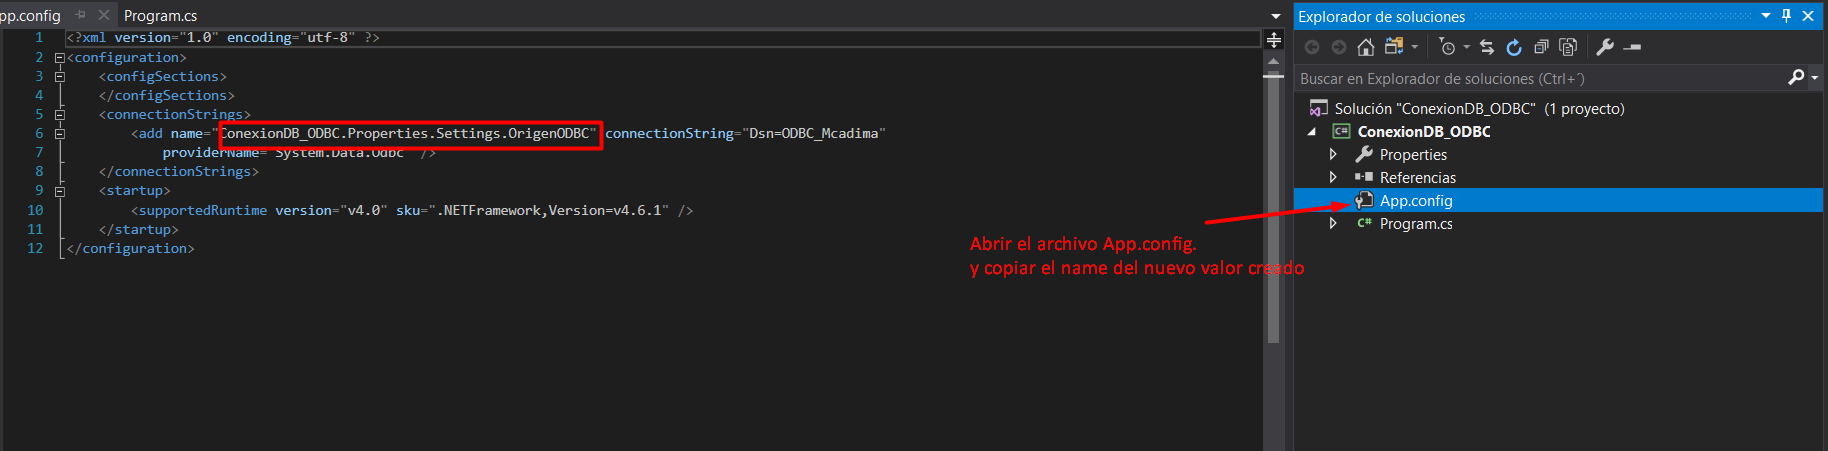 pp.config Program.cs
1 <?xml version="1.0" encoding="utf-8" ?>
2 <configuration>
3 <configSections>
4 </configSections>
5 <connectionStrings>
6 <add name="ConexionDB_ODBC.Properties.Settings.OrigenODBC" connectionString="Dsn=ODBC_Mcadima"
7 providerName="System.Data.Odbc" />
8 </connectionStrings>
9 <startup>
10 <supportedRuntime version="v4.0" sku=".NETFramework,Version=v4.6.1" />
11 </startup>
12 </configuration>
Abrir el archivo App.config.
y copiar el name del nuevo valor creado
Explorador de soluciones
Buscar en Explorador de soluciones (Ctrl+´)
Solución "ConexionDB_ODBC" (1 proyecto)
C# ConexionDB_ODBC
Properties
Referencias
App.config
C# Program.cs